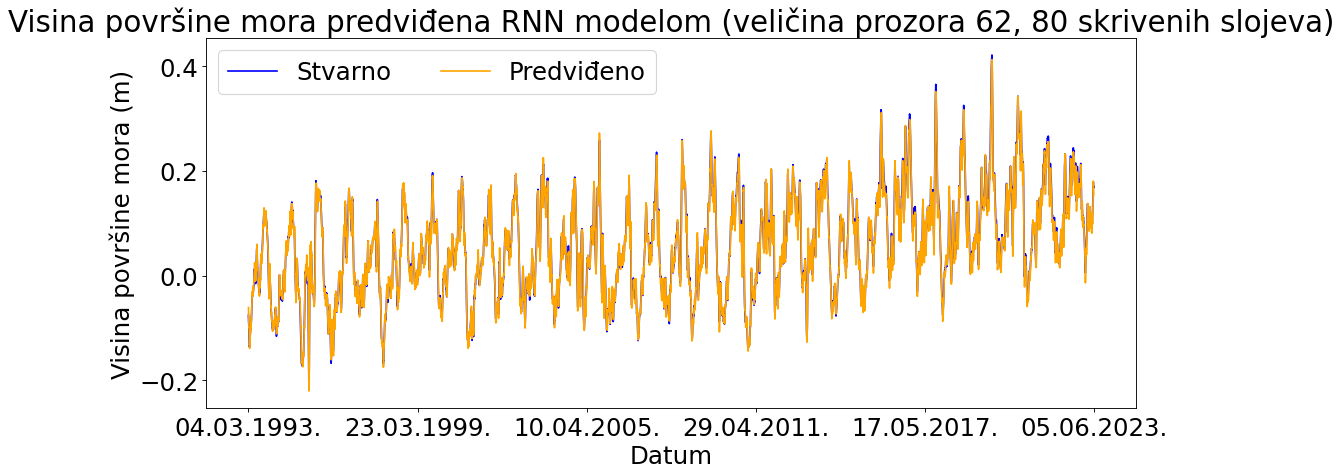 Visina površine mora predviđena RNN modelom (veličina prozora 62, 80 skrivenih slojeva)
Stvarno Predviđeno
Visina površine mora (m)
0.4
0.2
0.0
−0.2
04.03.1993. 23.03.1999. 10.04.2005. 29.04.2011. 17.05.2017. 05.06.2023.
Datum